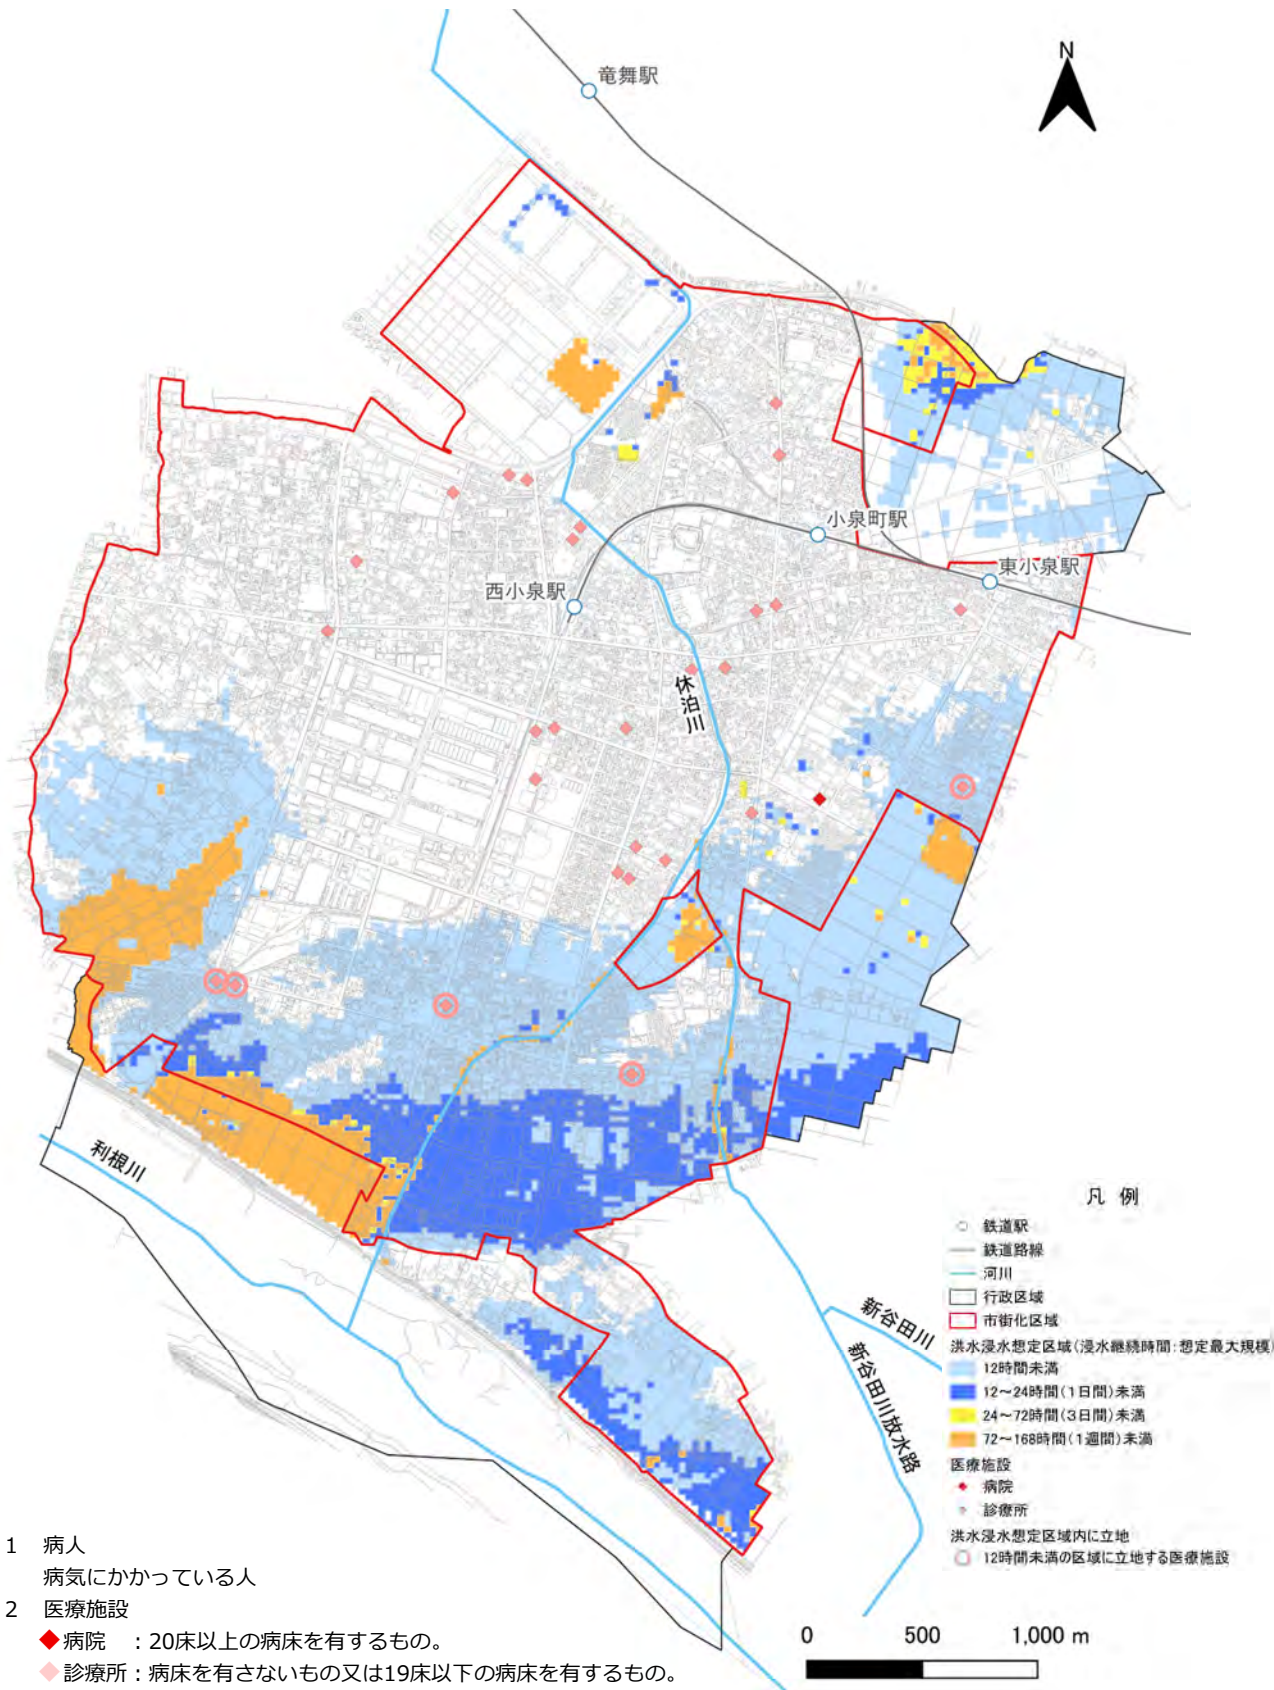 N
竜舞駅
小泉町駅
東小泉駅
西小泉駅
休泊川
利根川
新谷田川
新谷田川放水路
凡 例
鉄道駅
鉄道路線
河川
行政区域
市街化区域
洪水浸水想定区域(浸水継続時間:想定最大規模)
12時間未満
12～24時間(1日間)未満
24～72時間(3日間)未満
72～168時間(1週間)未満
医療施設
病院
診療所
洪水浸水想定区域内に立地
12時間未満の区域に立地する医療施設
1 病人
病気にかかっている人
2 医療施設
病院 ：20床以上の病床を有するもの。
診療所：病床を有さないもの又は19床以下の病床を有するもの。
0 500 1,000 m